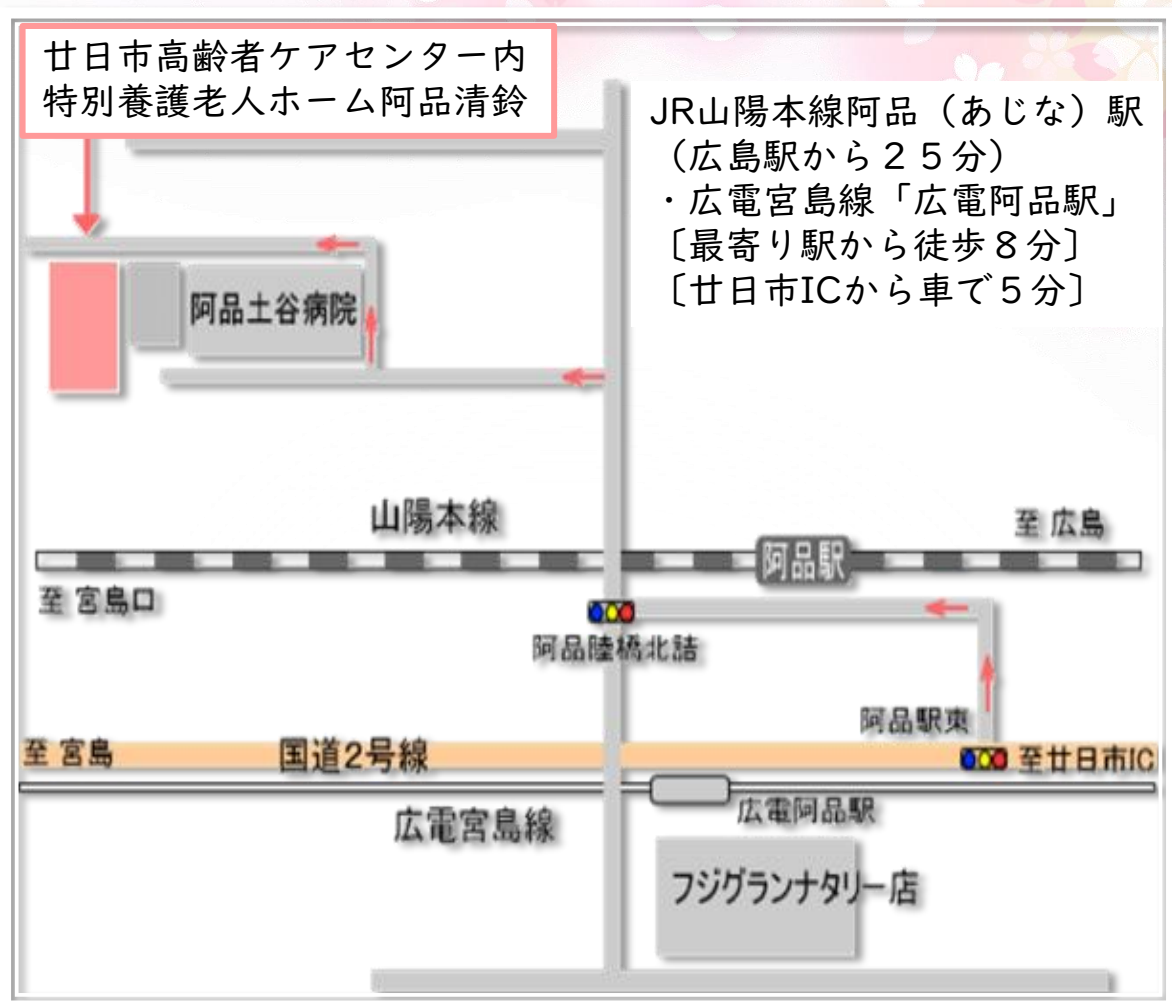 廿日市高齢者ケアセンター内
特別養護老人ホーム阿品清鈴
JR山陽本線阿品（あじな）駅
（広島駅から２５分）
・広電宮島線「広電阿品駅」
〔最寄り駅から徒歩８分〕
〔廿日市ICから車で５分〕
阿品土谷病院
山陽本線
至 広島
阿品駅
至 宮島口
阿品陸橋北詰
阿品駅東
至 宮島
国道2号線
至廿日市IC
広電阿品駅
広電宮島線
フジグランナタリー店